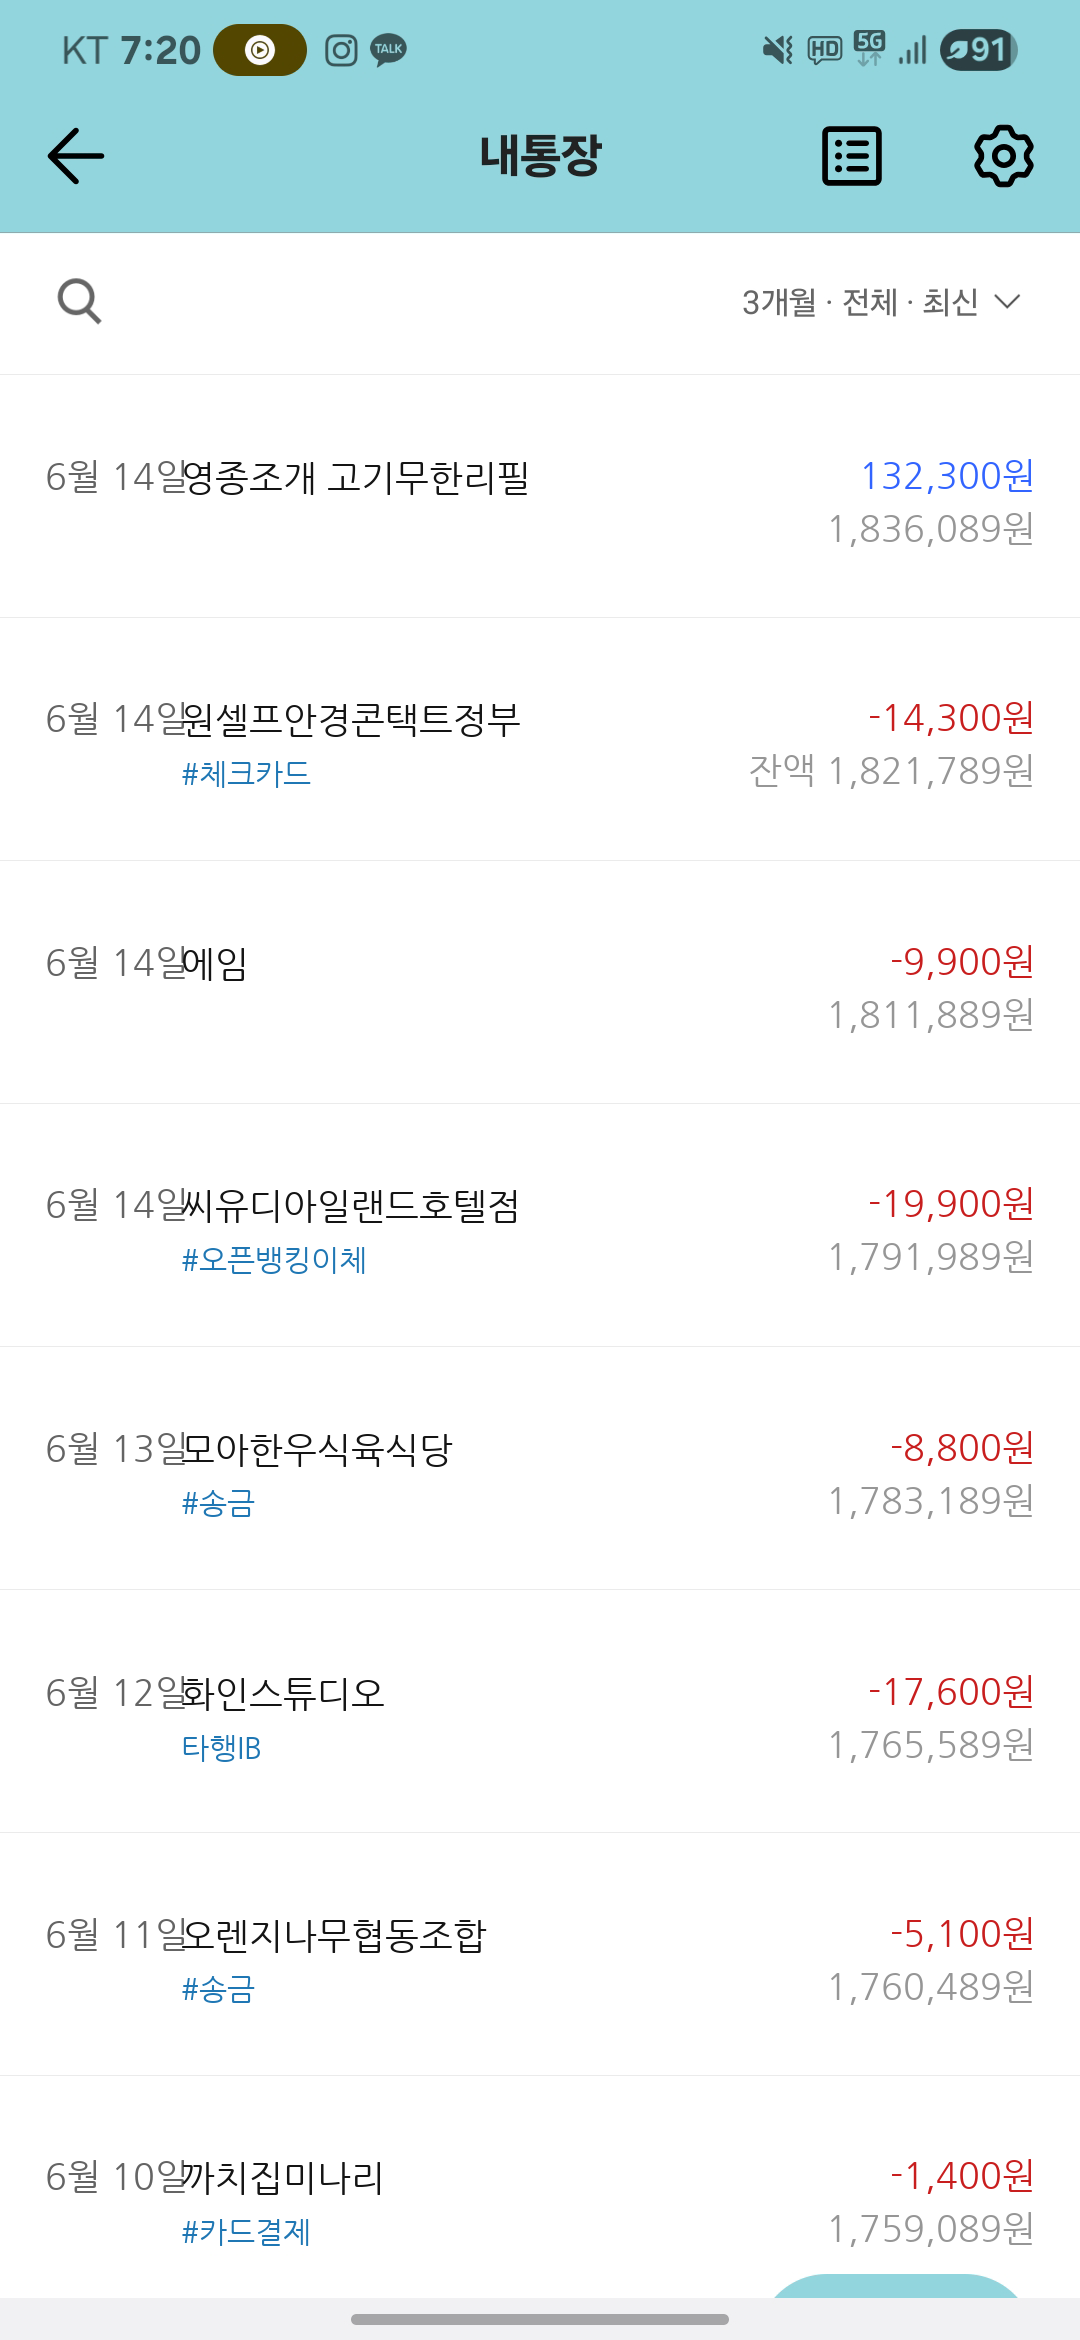 KT 7:20 TALK HD 5G 91
내통장
3개월 · 전체 · 최신
6월 14일 영종조개 고기무한리필 132,300원
1,836,089원
6월 14일 원셀프안경콘택트정부 -14,300원
#체크카드 잔액 1,821,789원
6월 14일 에임 -9,900원
1,811,889원
6월 14일 씨유디아일랜드호텔점 -19,900원
#오픈뱅킹이체 1,791,989원
6월 13일 모아한우식육식당 -8,800원
#송금 1,783,189원
6월 12일 화인스튜디오 -17,600원
타행IB 1,765,589원
6월 11일 오렌지나무협동조합 -5,100원
#송금 1,760,489원
6월 10일 까치집미나리 -1,400원
#카드결제 1,759,089원